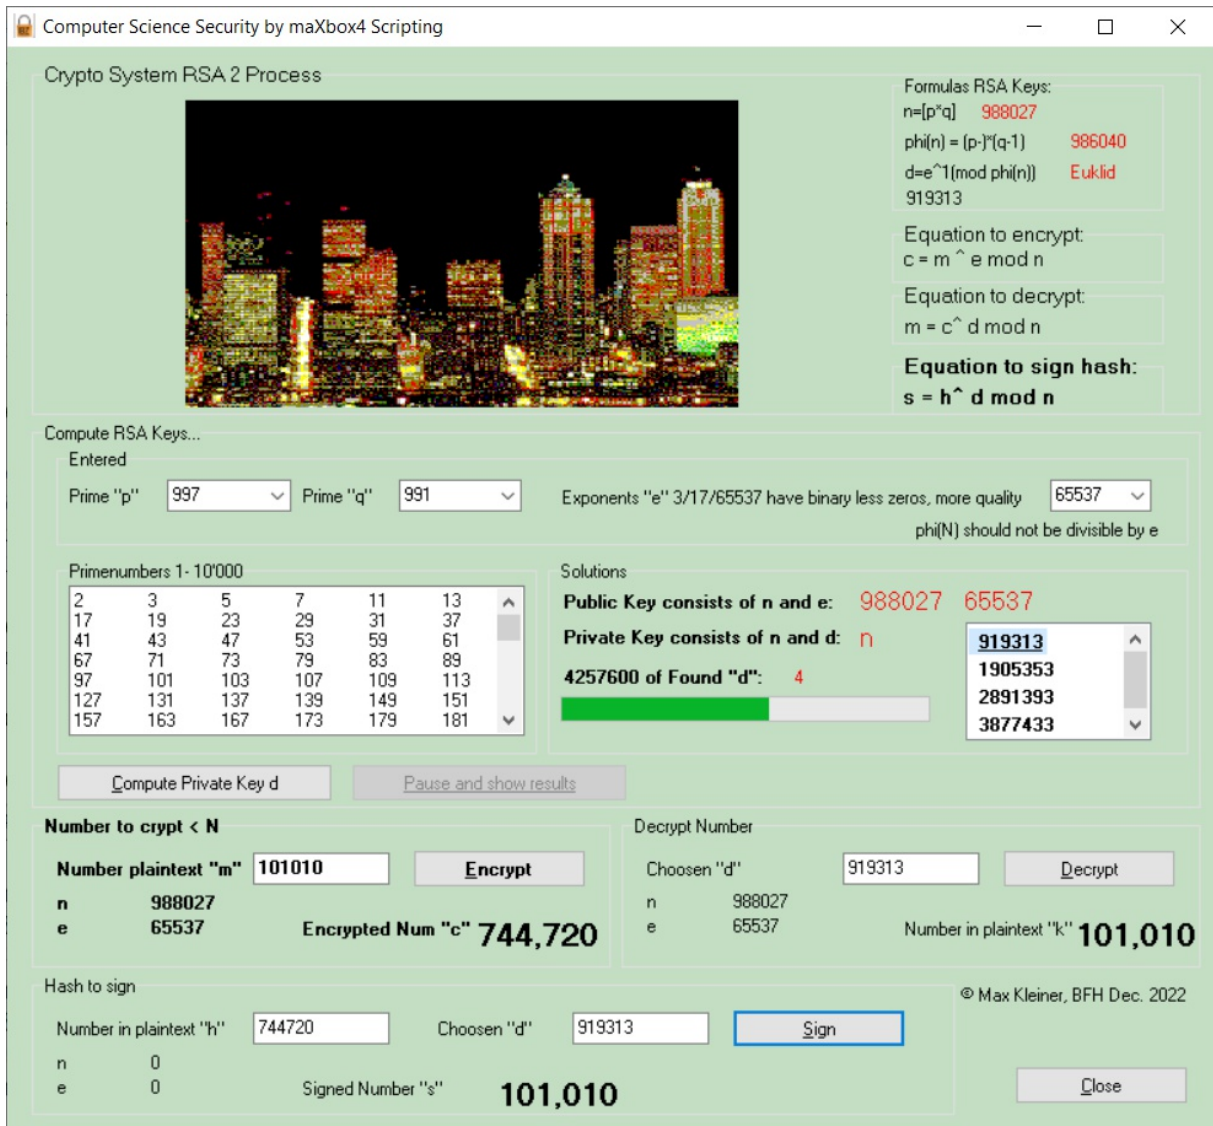 Computer Science Security by maXbox4 Scripting
Crypto System RSA 2 Process
Formulas RSA Keys:
n=[p*q] 988027
phi(n) = (p-)*(q-1) 986040
d=e^1(mod phi(n)) Euklid
919313
Equation to encrypt:
c = m ^ e mod n
Equation to decrypt:
m = c^ d mod n
Equation to sign hash:
s = h^ d mod n
Compute RSA Keys...
Entered
Prime "p" 997 Prime "q" 991 Exponents "e" 3/17/65537 have binary less zeros, more quality 65537
phi(N) should not be divisible by e
Primenumbers 1- 10'000
2 3 5 7 11 13
17 19 23 29 31 37
41 43 47 53 59 61
67 71 73 79 83 89
97 101 103 107 109 113
127 131 137 139 149 151
157 163 167 173 179 181
Solutions
Public Key consists of n and e: 988027 65537
Private Key consists of n and d: n
4257600 of Found "d": 4
919313
1905353
2891393
3877433
Compute Private Key d
Pause and show results
Number to crypt < N
Number plaintext "m" 101010 Encrypt
n 988027
e 65537 Encrypted Num "c" 744,720
Decrypt Number
Choosen "d" 919313 Decrypt
n 988027
e 65537 Number in plaintext "k" 101,010
Hash to sign
Number in plaintext "h" 744720 Choosen "d" 919313 Sign
n 0
e 0 Signed Number "s" 101,010
© Max Kleiner, BFH Dec. 2022
Close